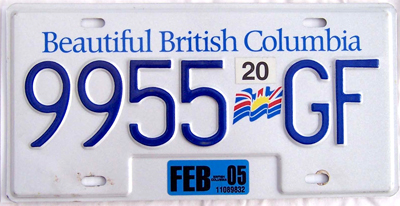 Beautiful British Columbia
20
9955 GF
FEB 05
11089832